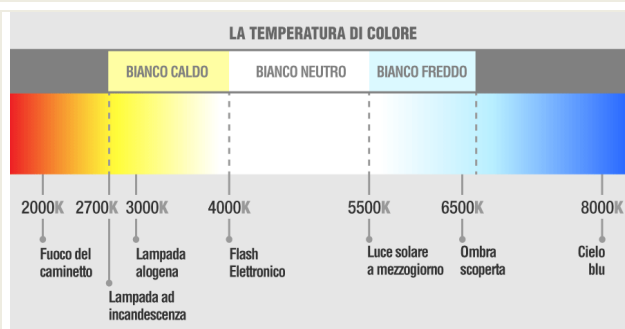 LA TEMPERATURA DI COLORE
BIANCO CALDO
BIANCO NEUTRO
BIANCO FREDDO
2000K
2700K
3000K
4000K
5500K
6500K
8000K
Fuoco del
caminetto
Lampada ad
incandescenza
Lampada
alogena
Flash
Elettronico
Luce solare
a mezzogiorno
Ombra
scoperta
Cielo
blu